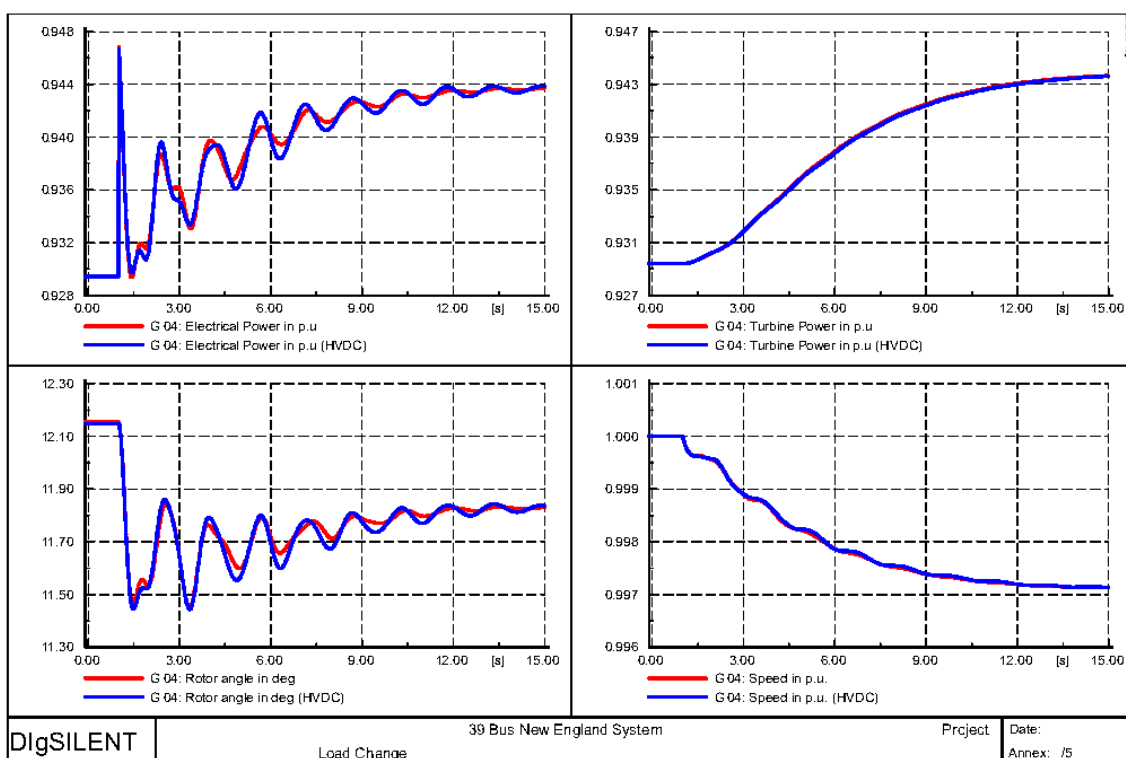 0.948
0.944
0.940
0.936
0.932
0.928
0.00 3.00 6.00 9.00 12.00 [s] 15.00
G 04: Electrical Power in p.u
G 04: Electrical Power in p.u (HVDC)
0.947
0.943
0.939
0.935
0.931
0.927
0.00 3.00 6.00 9.00 12.00 [s] 15.00
G 04: Turbine Power in p.u
G 04: Turbine Power in p.u (HVDC)
12.30
12.10
11.90
11.70
11.50
11.30
0.00 3.00 6.00 9.00 12.00 [s] 15.00
G 04: Rotor angle in deg
G 04: Rotor angle in deg (HVDC)
1.001
1.000
0.999
0.998
0.997
0.996
0.00 3.00 6.00 9.00 12.00 [s] 15.00
G 04: Speed in p.u.
G 04: Speed in p.u. (HVDC)
DIgSILENT
39 Bus New England System
Load Change
Project
Date:
Annex: /5